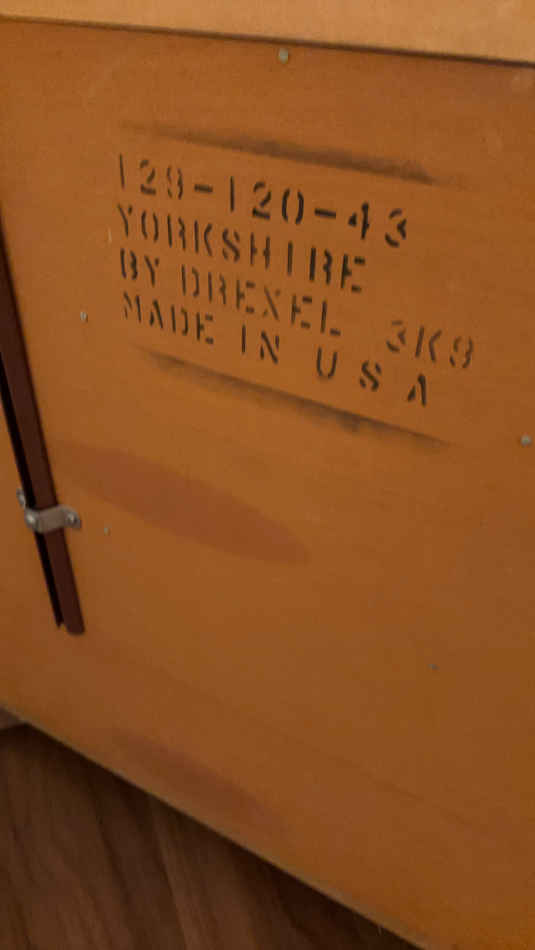 129-120-43
YORKSHIRE
BY DREXEL 3K9
MADE IN USA